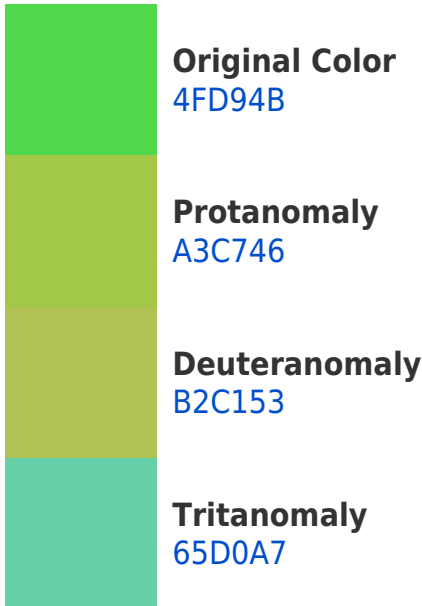 Original Color
4FD94B
Protanomaly
A3C746
Deuteranomaly
B2C153
Tritanomaly
65D0A7